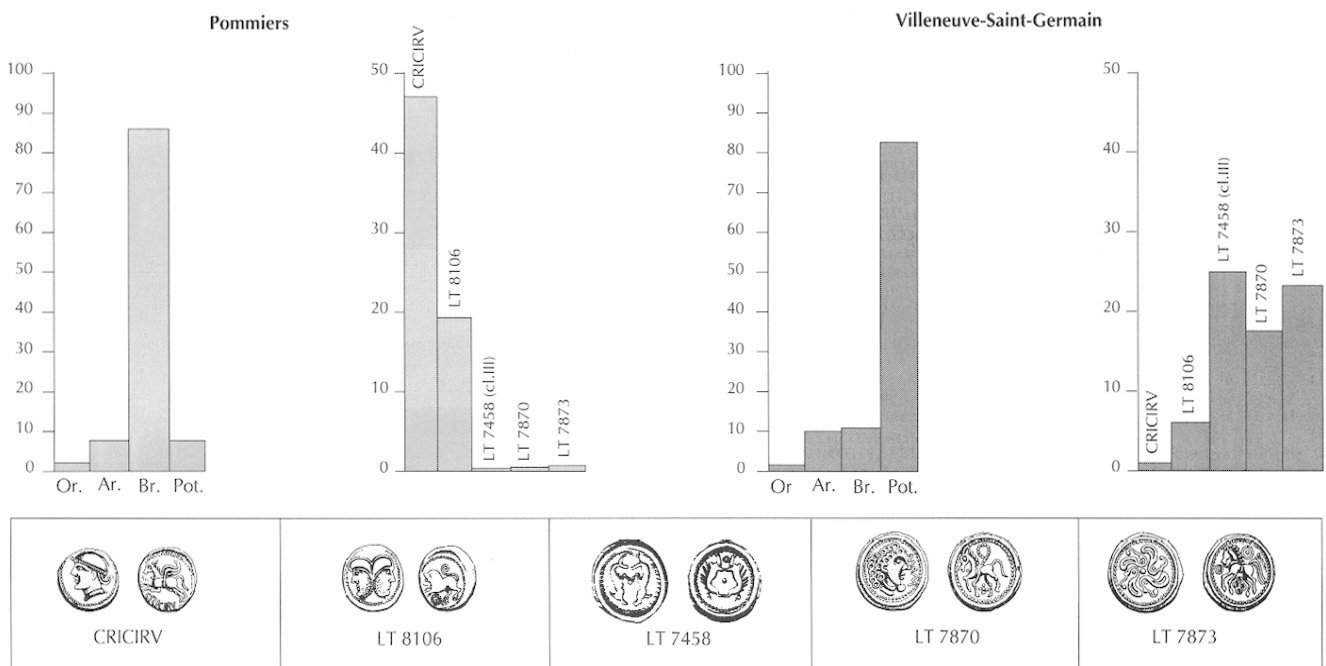 Pommiers
Villeneuve-Saint-Germain
100
90
80
70
60
50
40
30
20
10
0
Or.
Ar.
Br.
Pot.
50
40
30
20
10
0
CRICIRV
LT 8106
LT 7458 (cl.III)
LT 7870
LT 7873
100
90
80
70
60
50
40
30
20
10
0
Or
Ar.
Br.
Pot.
50
40
30
20
10
0
CRICIRV
LT 8106
LT 7458 (cl.III)
LT 7870
LT 7873
CRICIRV
LT 8106
LT 7458
LT 7870
LT 7873